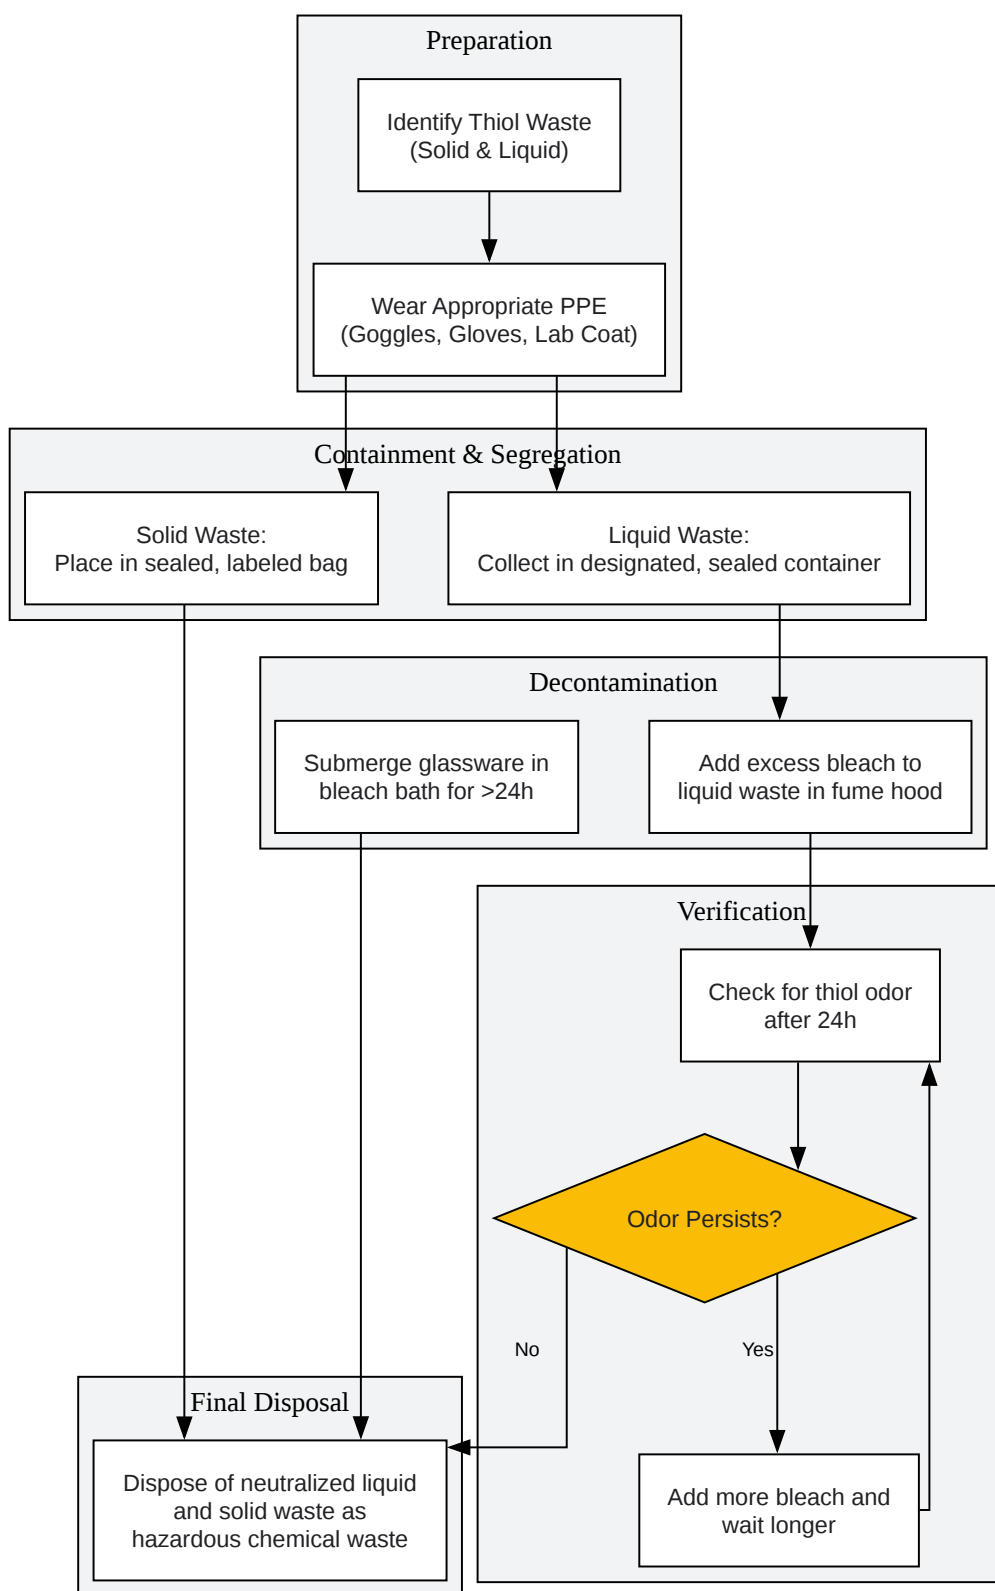 Preparation
Identify Thiol Waste
(Solid & Liquid)
Wear Appropriate PPE
(Goggles, Gloves, Lab Coat)
Containment & Segregation
Solid Waste:
Place in sealed, labeled bag
Liquid Waste:
Collect in designated, sealed container
Decontamination
Submerge glassware in
bleach bath for >24h
Add excess bleach to
liquid waste in fume hood
Verification
Check for thiol odor
after 24h
Odor Persists?
No
Yes
Final Disposal
Dispose of neutralized liquid
and solid waste as
hazardous chemical waste
Add more bleach and
wait longer